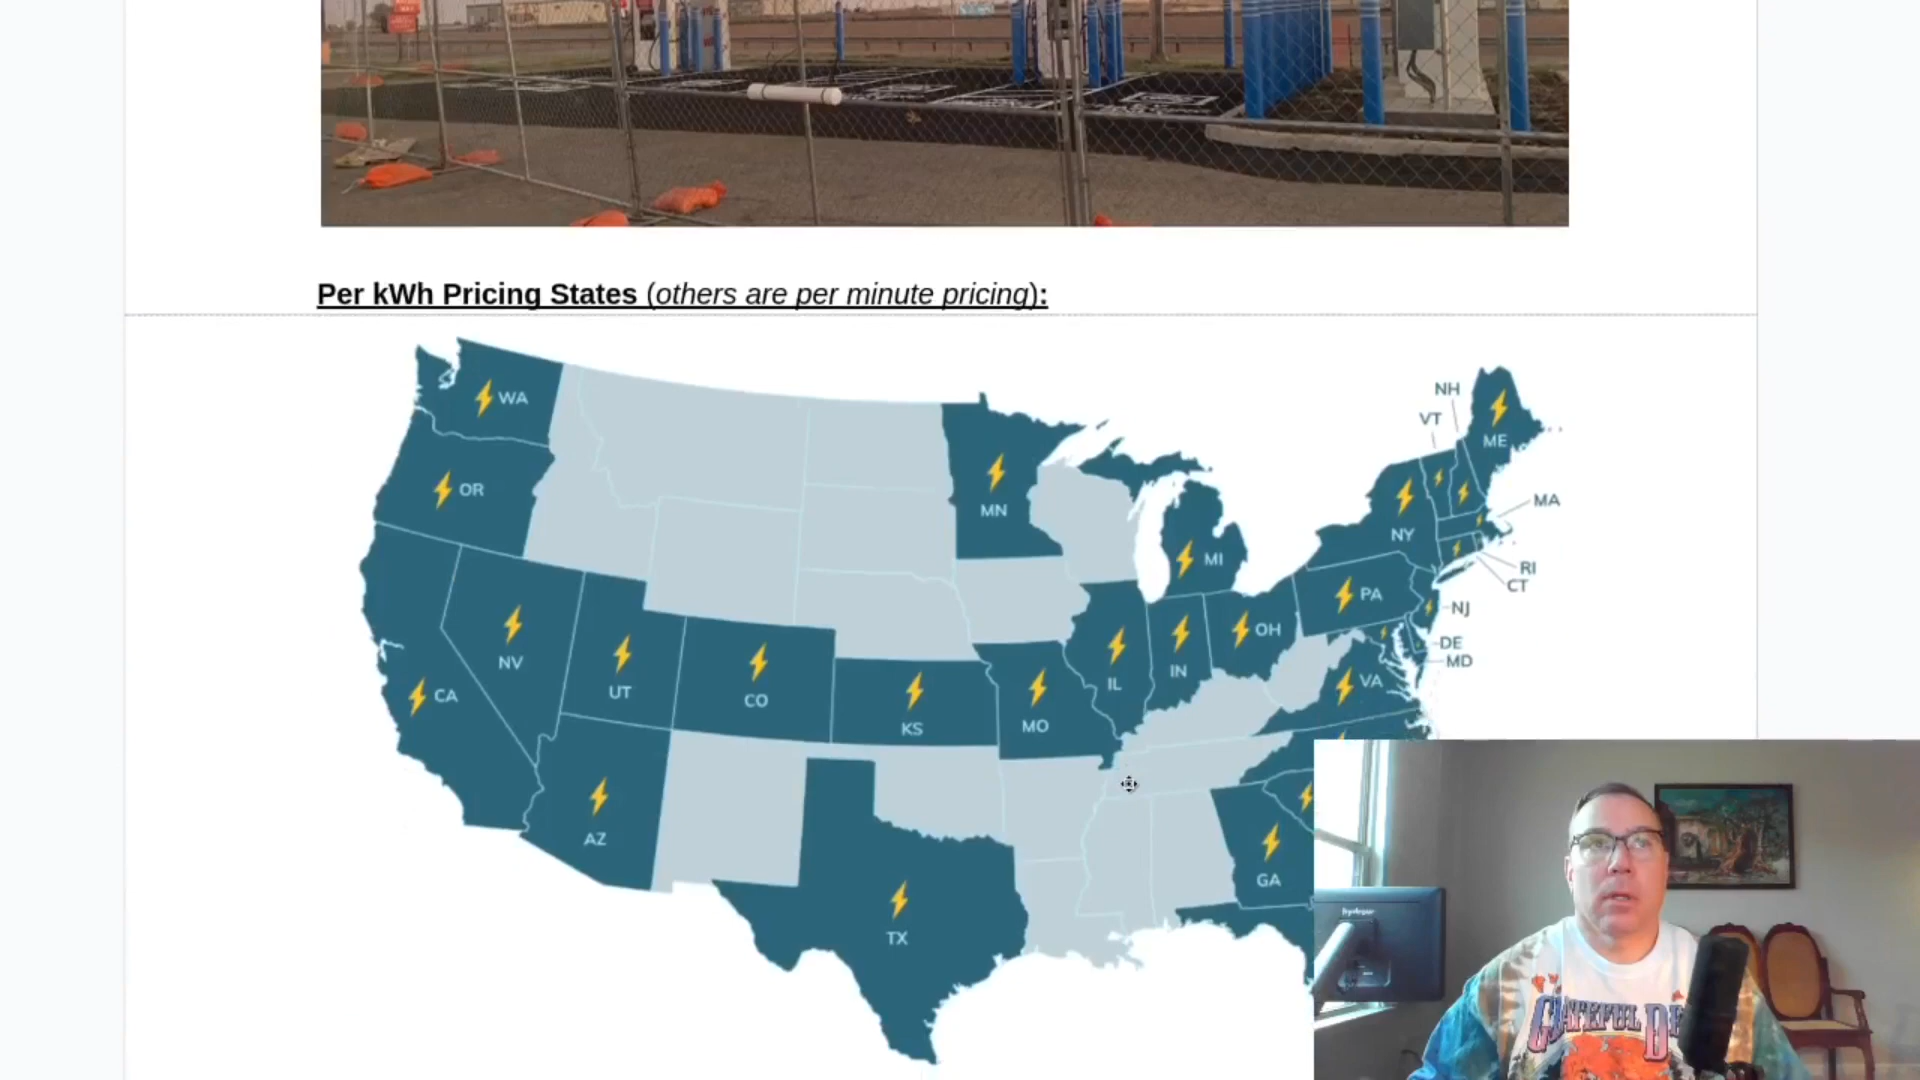 Per kWh Pricing States (others are per minute pricing):
WA
OR
CA
NV
UT
AZ
CO
KS
TX
MN
MO
IL
IN
MI
OH
GA
VA
PA
NY
NH
VT
ME
MA
RI
CT
NJ
DE
MD